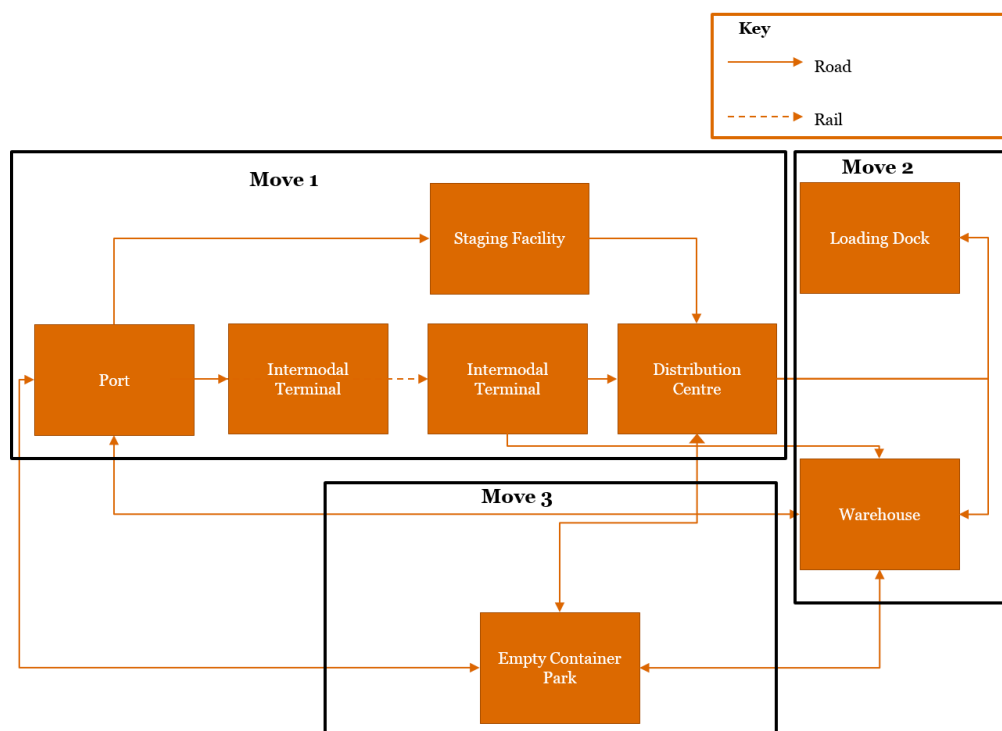 Key
Road
Rail
Move 1
Move 2
Staging Facility
Loading Dock
Port
Intermodal
Terminal
Intermodal
Terminal
Distribution
Centre
Move 3
Warehouse
Empty Container
Park